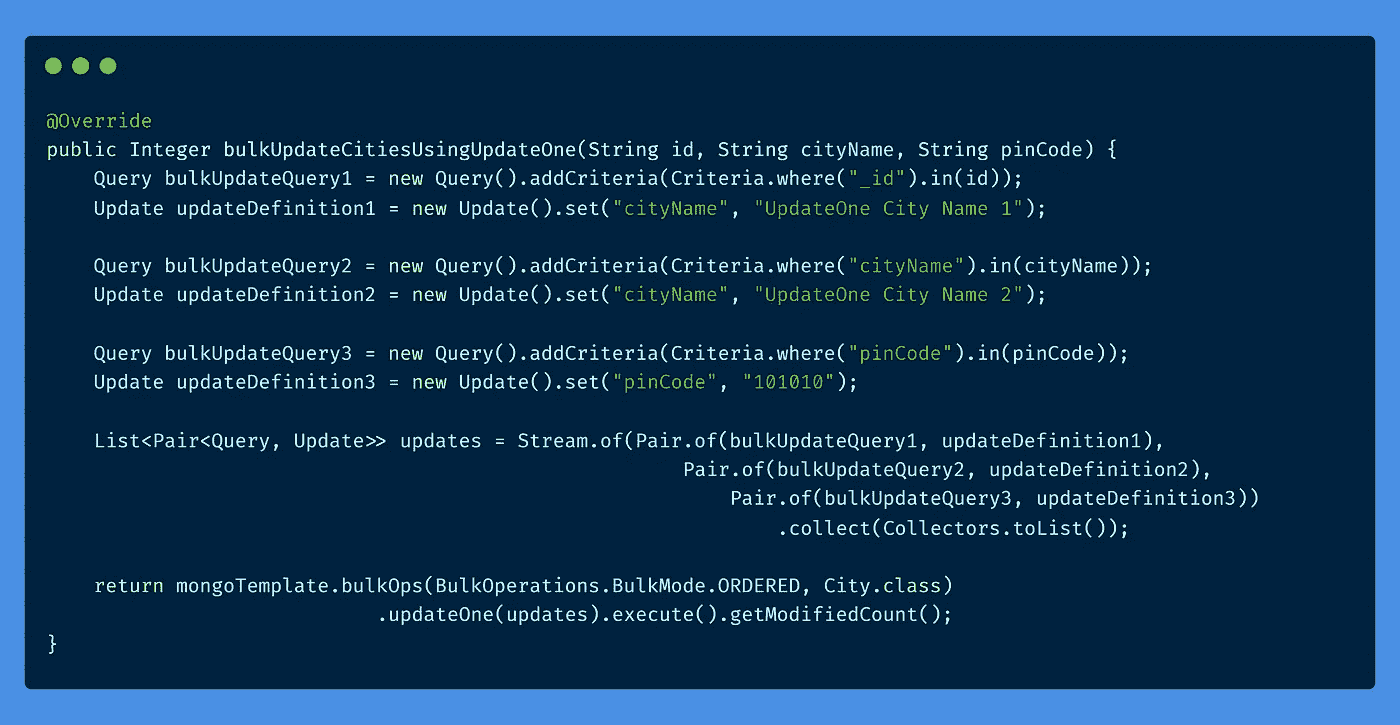 @Override
public Integer bulkUpdateCitiesUsingUpdateOne(String id, String cityName, String pinCode) {
    Query bulkUpdateQuery1 = new Query().addCriteria(Criteria.where("_id").in(id));
    Update updateDefinition1 = new Update().set("cityName", "UpdateOne City Name 1");

    Query bulkUpdateQuery2 = new Query().addCriteria(Criteria.where("cityName").in(cityName));
    Update updateDefinition2 = new Update().set("cityName", "UpdateOne City Name 2");

    Query bulkUpdateQuery3 = new Query().addCriteria(Criteria.where("pinCode").in(pinCode));
    Update updateDefinition3 = new Update().set("pinCode", "101010");

    List<Pair<Query, Update>> updates = Stream.of(Pair.of(bulkUpdateQuery1, updateDefinition1),
                                                      Pair.of(bulkUpdateQuery2, updateDefinition2),
                                                          Pair.of(bulkUpdateQuery3, updateDefinition3))
                                                              .collect(Collectors.toList());

    return mongoTemplate.bulkOps(BulkOperations.BulkMode.ORDERED, City.class)
                            .updateOne(updates).execute().getModifiedCount();
}